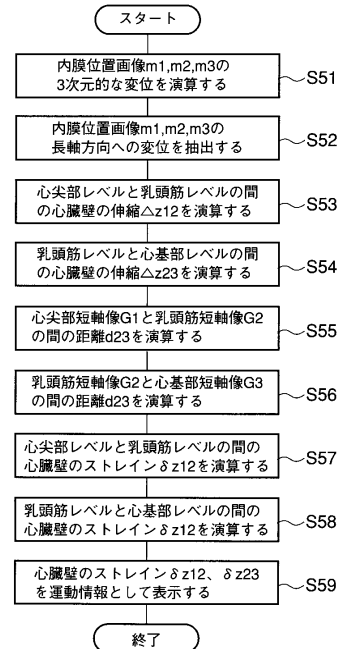 スタート
内膜位置画像m1,m2,m3の
3次元的な変位を演算する
S51
内膜位置画像m1,m2,m3の
長軸方向への変位を抽出する
S52
心尖部レベルと乳頭筋レベルの間
の心臓壁の伸縮△z12を演算する
S53
乳頭筋レベルと心基部レベルの間
の心臓壁の伸縮△z23を演算する
S54
心尖部短軸像G1と乳頭筋短軸像G2
の間の距離d23を演算する
S55
乳頭筋短軸像G2と心基部短軸像G3
の間の距離d23を演算する
S56
心尖部レベルと乳頭筋レベルの間の
心臓壁のストレインδz12を演算する
S57
乳頭筋レベルと心基部レベルの間の
心臓壁のストレインδz12を演算する
S58
心臓壁のストレインδz12、δz23
を運動情報として表示する
S59
終了